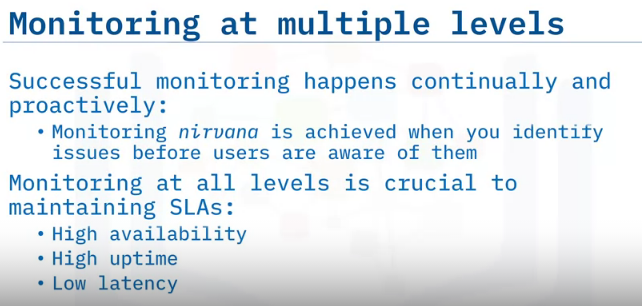 Monitoring at multiple levels
Successful monitoring happens continually and
proactively:
• Monitoring nirvana is achieved when you identify
issues before users are aware of them
Monitoring at all levels is crucial to
maintaining SLAs:
• High availability
• High uptime
• Low latency